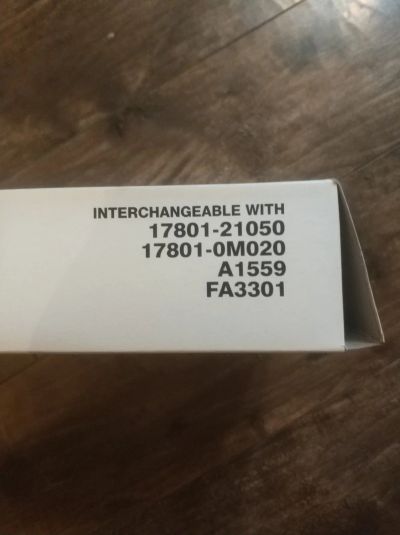 INTERCHANGEABLE WITH
17801-21050
17801-0M020
A1559
FA3301